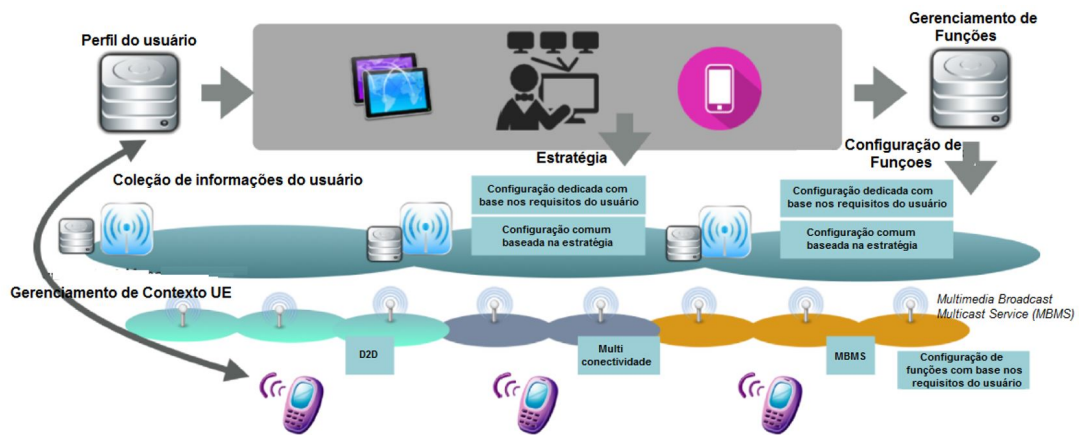 Perfil do usuário
Gerenciamento de
Funções
Estratégia
Configuração de
Funçoes
Coleção de informações do usuário
Configuração dedicada com
base nos requisitos do usuário
Configuração comum
baseada na estratégia
Configuração dedicada com
base nos requisitos do usuário
Configuração comum
baseada na estratégia
Gerenciamento de Contexto UE
Multimedia Broadcast
Multicast Service (MBMS)
D2D
Multi
conectividade
MBMS
Configuração de
funções com base nos
requisitos do usuário